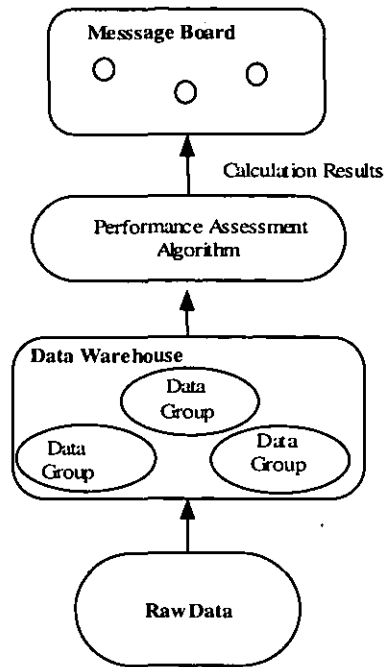 Messsage Board
Calculation Results
Performance Assessment
Algorithm
Data Warehouse
Data
Group
Data
Group
Data
Group
Raw Data